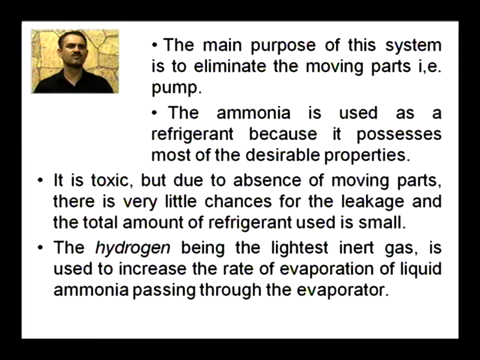 • The main purpose of this system
is to eliminate the moving parts i,e.
pump.
• The ammonia is used as a
refrigerant because it possesses
most of the desirable properties.
• It is toxic, but due to absence of moving parts,
there is very little chances for the leakage and
the total amount of refrigerant used is small.
• The hydrogen being the lightest inert gas, is
used to increase the rate of evaporation of liquid
ammonia passing through the evaporator.